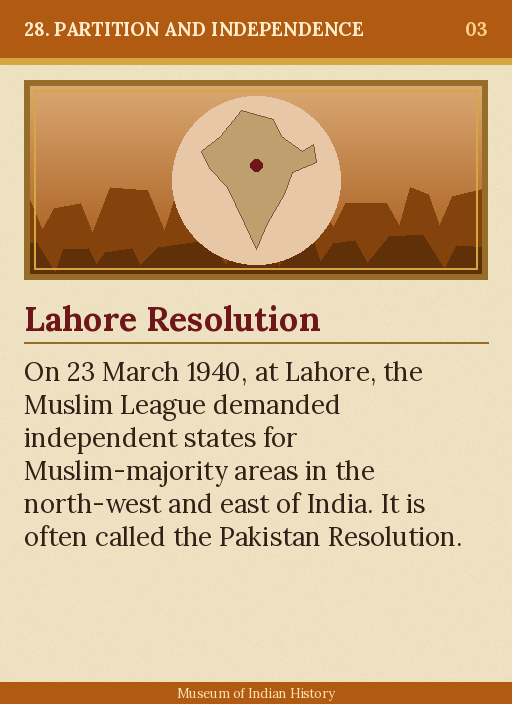 28. PARTITION AND INDEPENDENCE
03
Lahore Resolution
On 23 March 1940, at Lahore, the
Muslim League demanded
independent states for
Muslim-majority areas in the
north-west and east of India. It is
often called the Pakistan Resolution.
Museum of Indian History